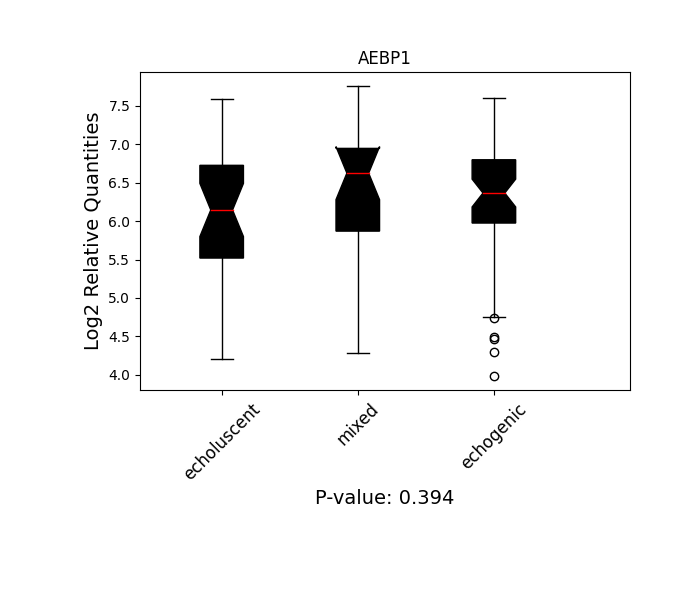 AEBP1
Log2 Relative Quantities
7.5
7.0
6.5
6.0
5.5
5.0
4.5
4.0
echoluscent
mixed
echogenic
P-value: 0.394